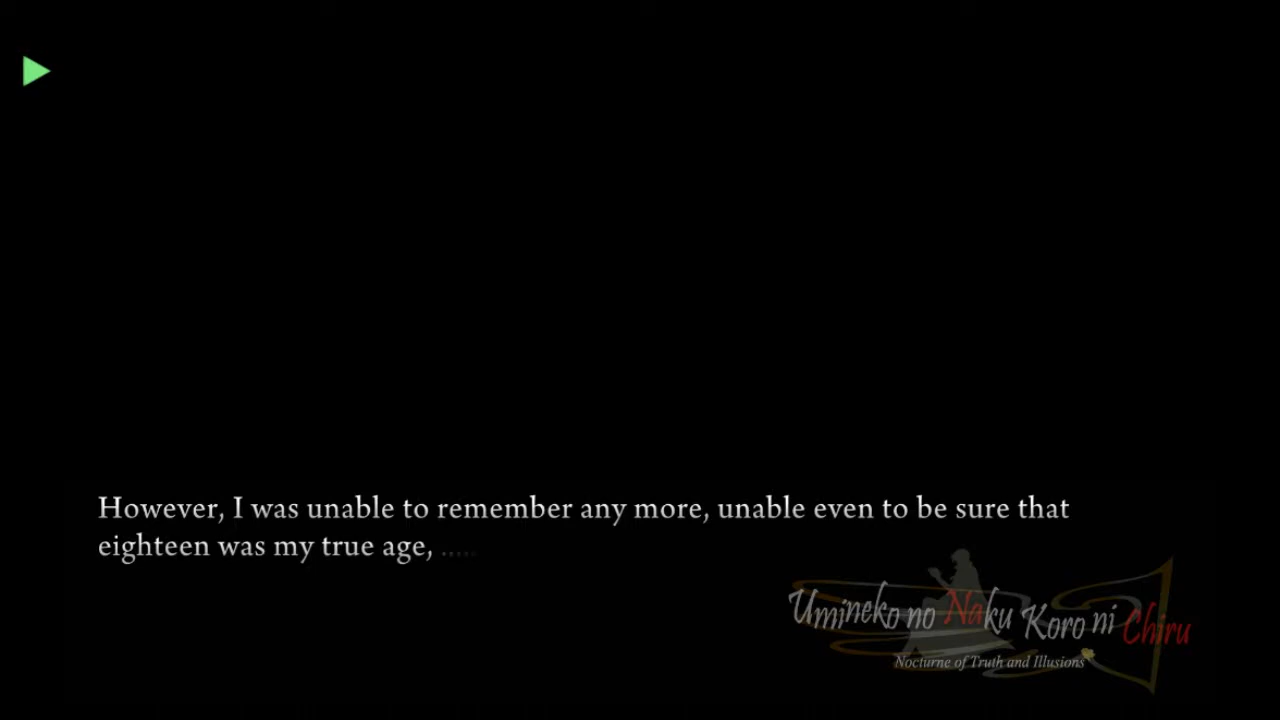 However, I was unable to remember any more, unable even to be sure that
eighteen was my true age, .....
Umineko no Naku Koro ni Chiru
Nocturne of Truth and Illusions